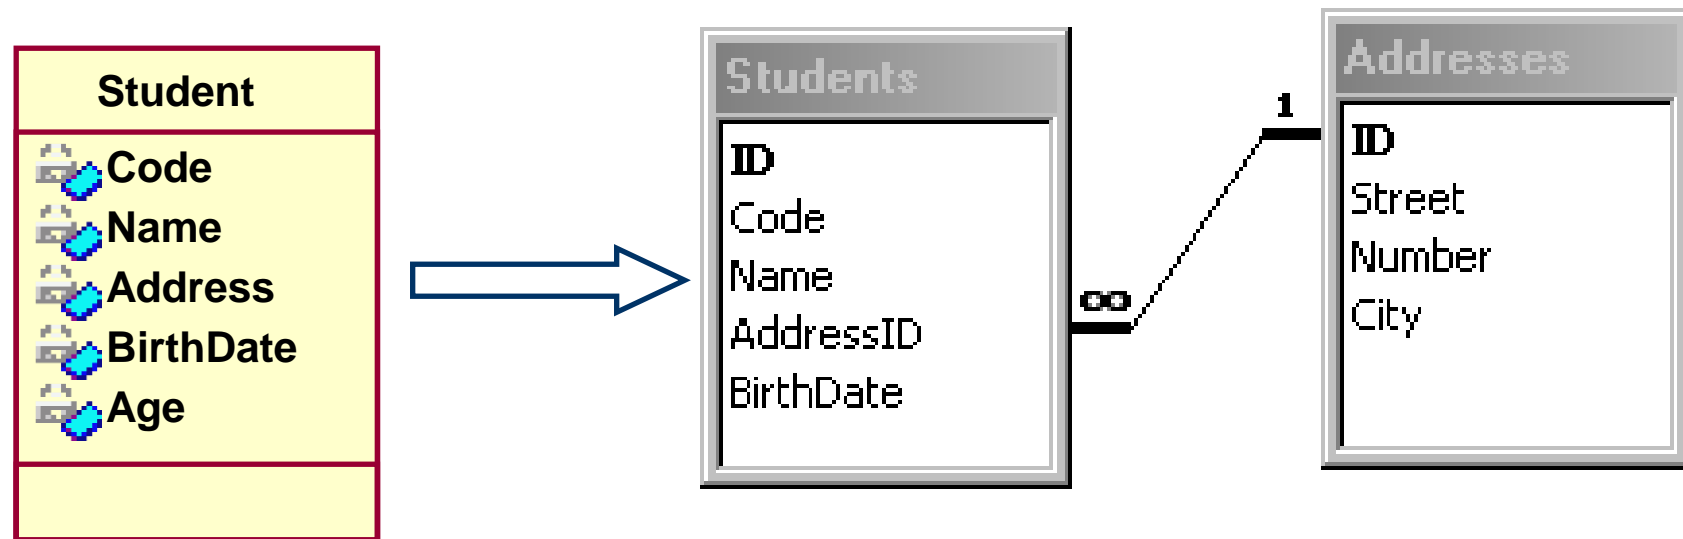 Student
Code
Name
Address
BirthDate
Age
Students
ID
Code
Name
AddressID
BirthDate
∞
1
Addresses
ID
Street
Number
City